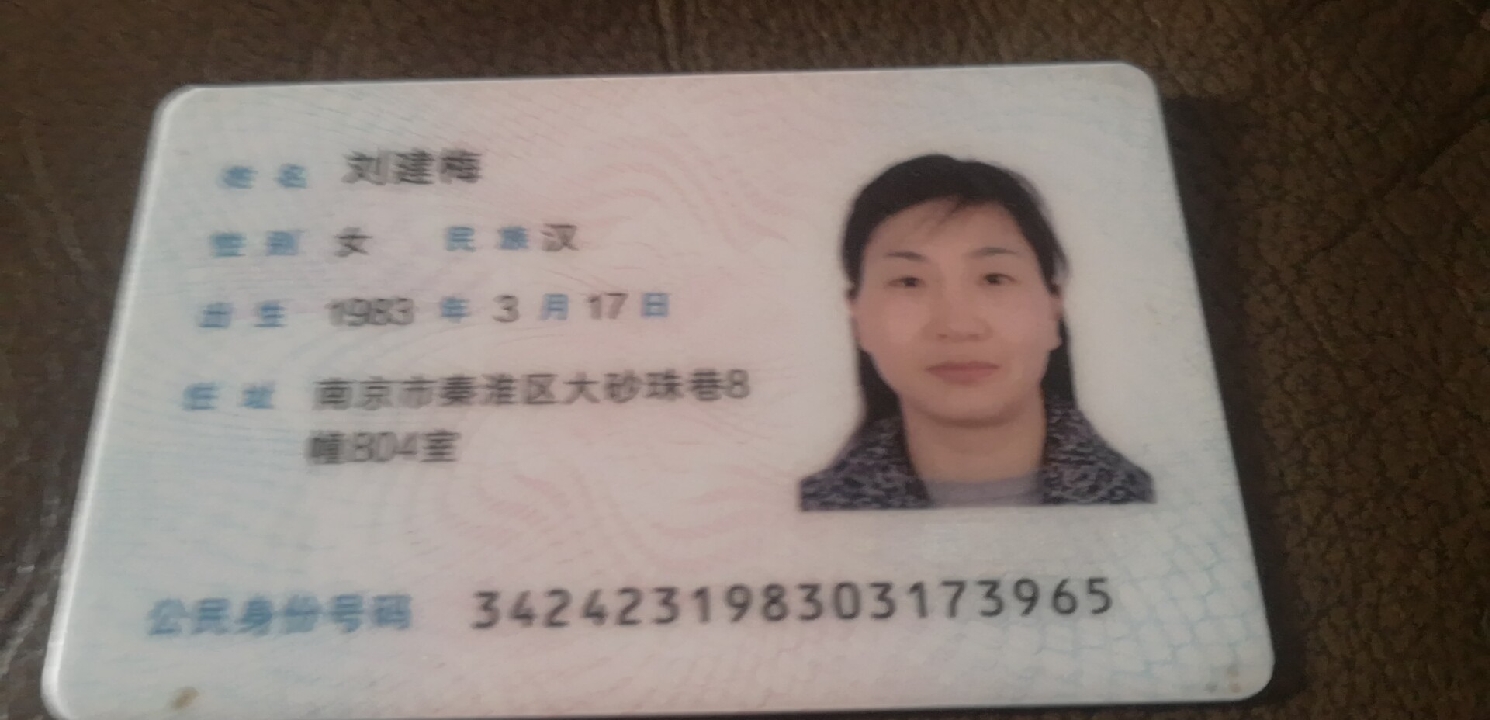 姓名 刘建梅
性别 女 民族 汉
出生 1983 年 3 月 17 日
住址 南京市秦淮区大砂珠巷8
幢804室
公民身份号码 342423198303173965